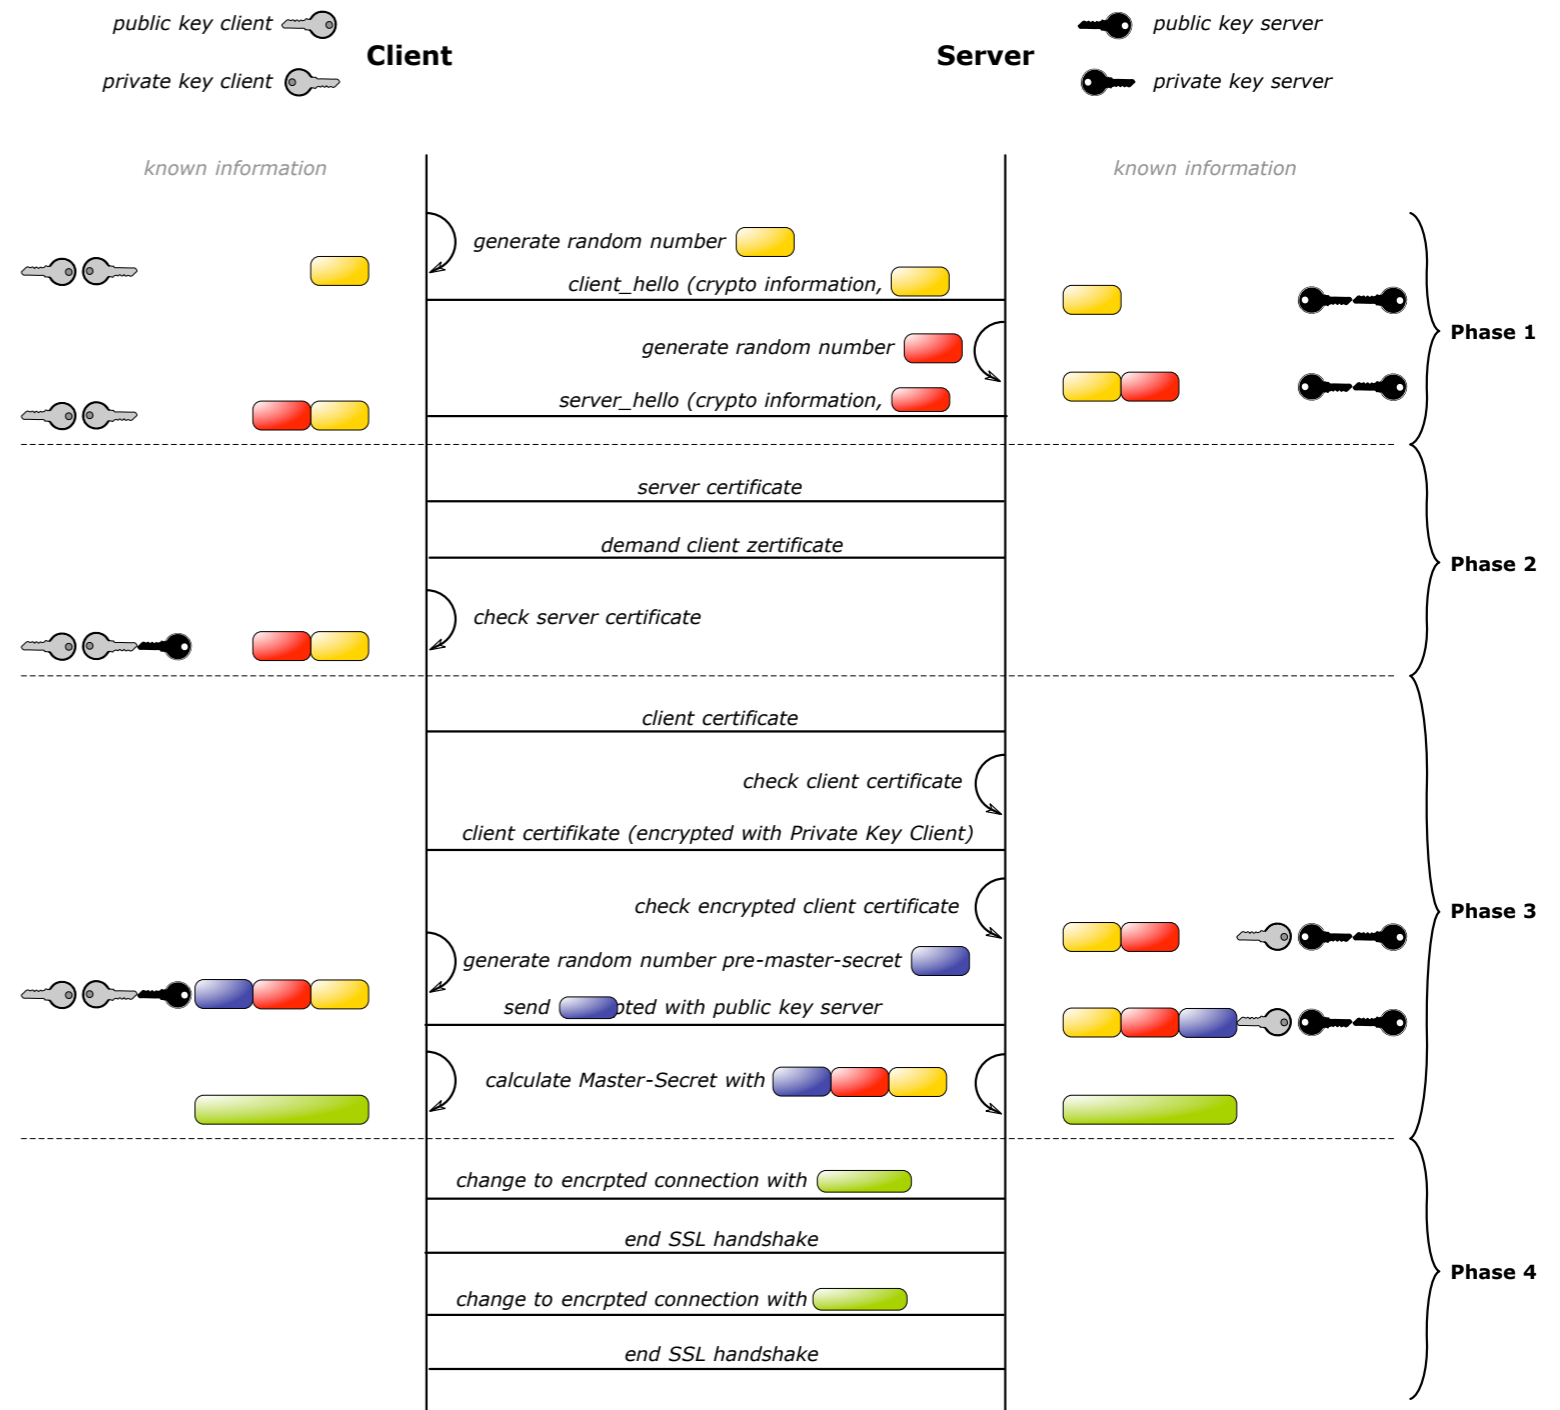 public key client
Client
Server
public key server
private key client
private key server
known information
known information
generate random number
client_hello (crypto information,
generate random number
server_hello (crypto information,
Phase 1
server certificate
demand client zertificate
check server certificate
Phase 2
client certificate
check client certificate
client certifikate (encrypted with Private Key Client)
check encrypted client certificate
generate random number pre-master-secret
send pted with public key server
calculate Master-Secret with
Phase 3
change to encrpted connection with
end SSL handshake
change to encrpted connection with
end SSL handshake
Phase 4